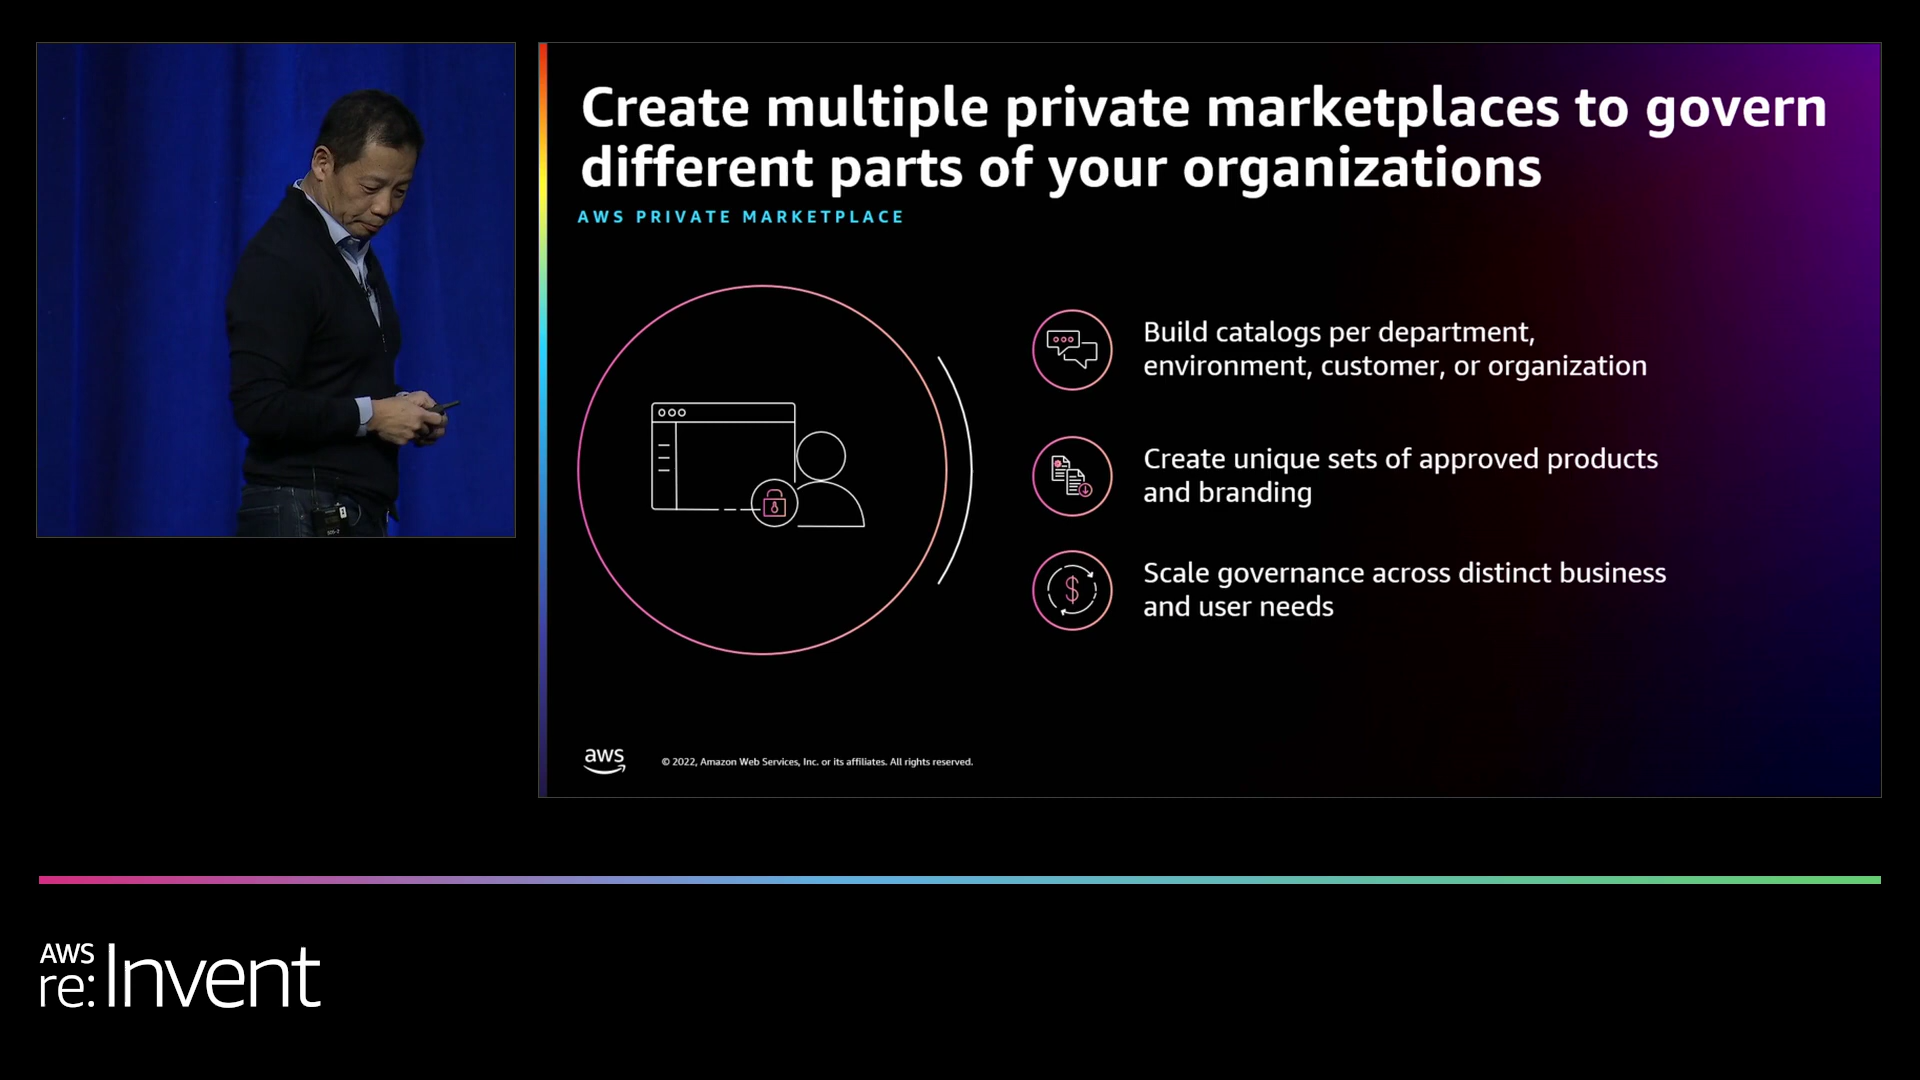 Create multiple private marketplaces to govern
different parts of your organizations
AWS PRIVATE MARKETPLACE
Build catalogs per department,
environment, customer, or organization
Create unique sets of approved products
and branding
Scale governance across distinct business
and user needs
aws
© 2022, Amazon Web Services, Inc. or its affiliates. All rights reserved.
AWS
re:Invent